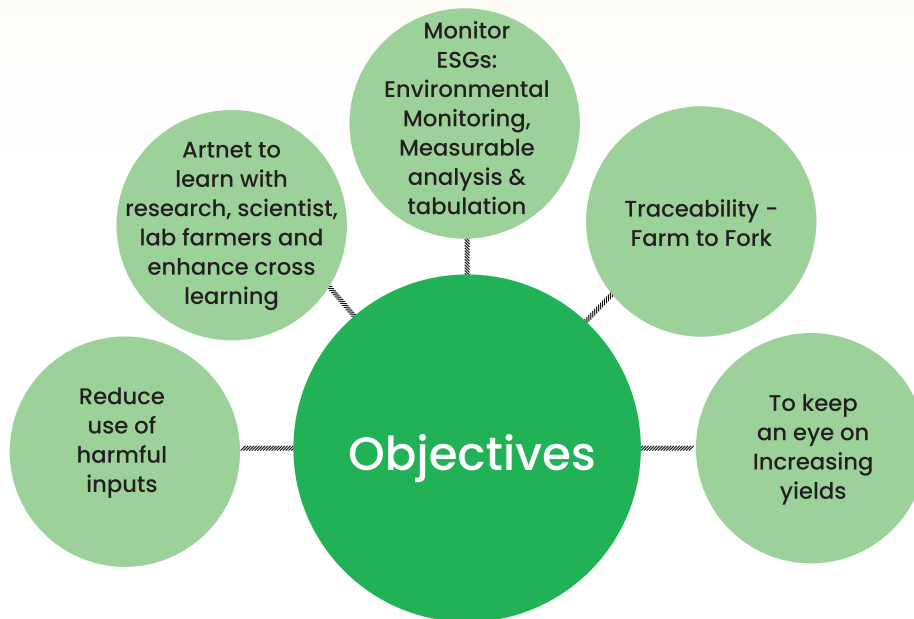 Monitor
ESGs:
Environmental
Monitoring,
Measurable
analysis &
tabulation
Artnet to
learn with
research, scientist,
lab farmers and
enhance cross
learning
Traceability -
Farm to Fork
Reduce
use of
harmful
inputs
To keep
an eye on
Increasing
yields
Objectives